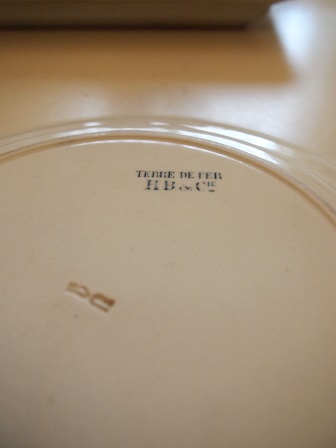 TERRE DE FER
H B & Cie